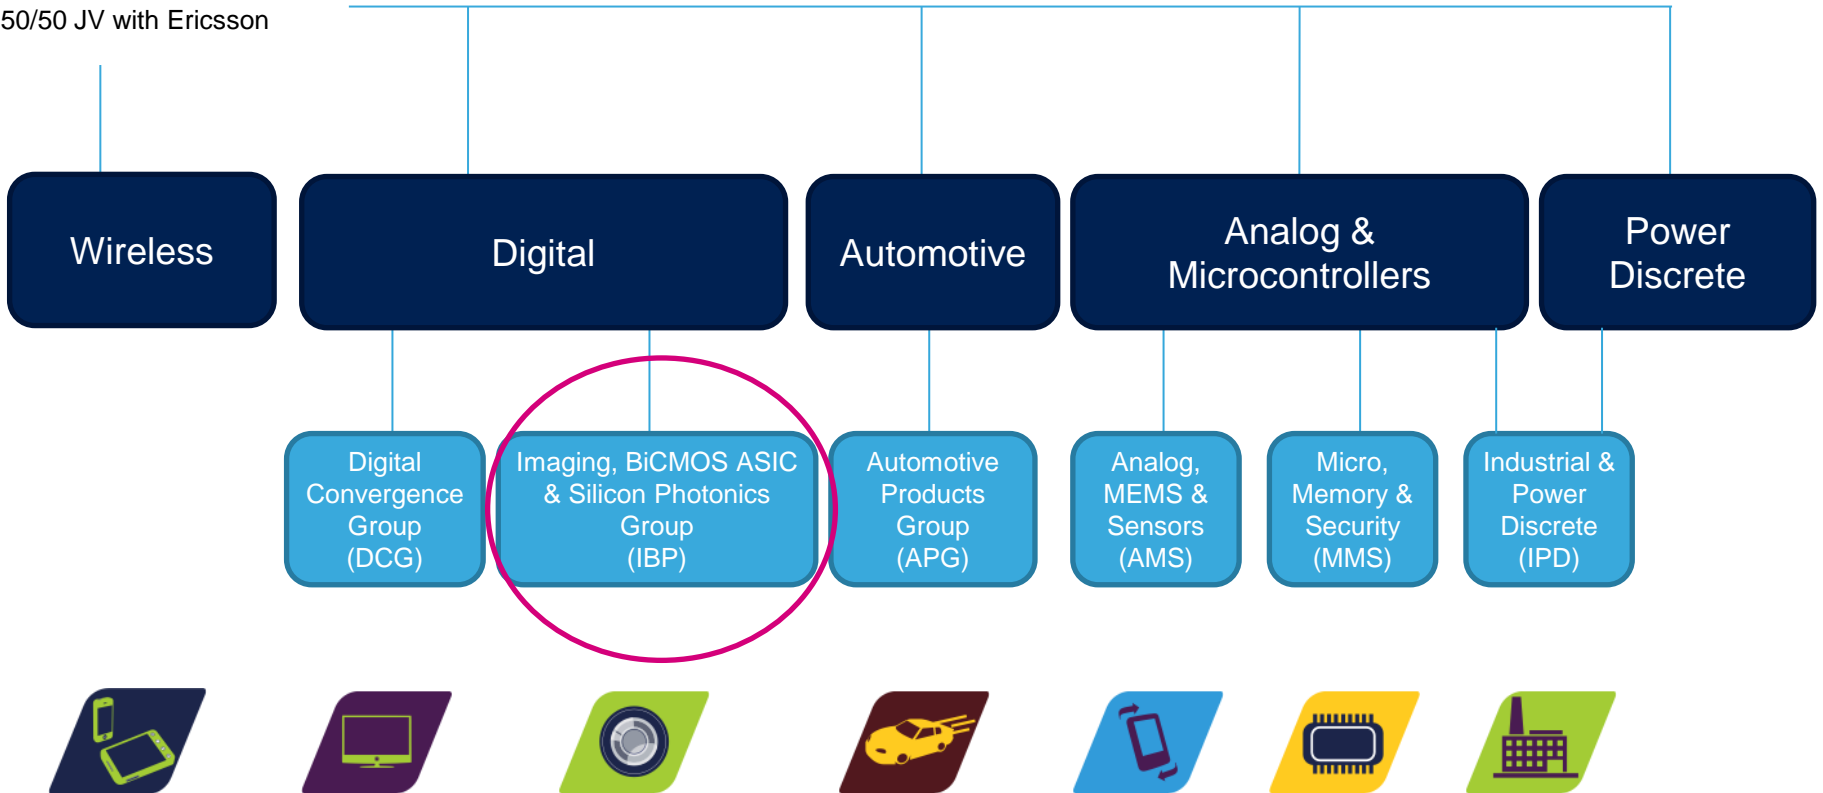 50/50 JV with Ericsson
Wireless
Digital
Automotive
Analog &
Microcontrollers
Power
Discrete
Digital
Convergence
Group
(DCG)
Imaging, BiCMOS ASIC
& Silicon Photonics
Group
(IBP)
Automotive
Products
Group
(APG)
Analog,
MEMS &
Sensors
(AMS)
Micro,
Memory &
Security
(MMS)
Industrial &
Power
Discrete
(IPD)